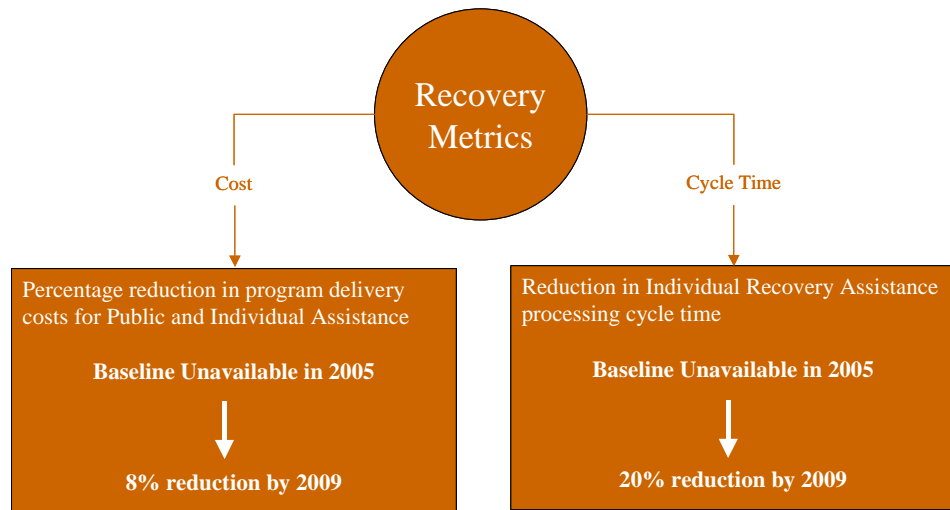 Recovery
Metrics
Cost
Cycle Time
Percentage reduction in program delivery
costs for Public and Individual Assistance
Baseline Unavailable in 2005
8% reduction by 2009
Reduction in Individual Recovery Assistance
processing cycle time
Baseline Unavailable in 2005
20% reduction by 2009